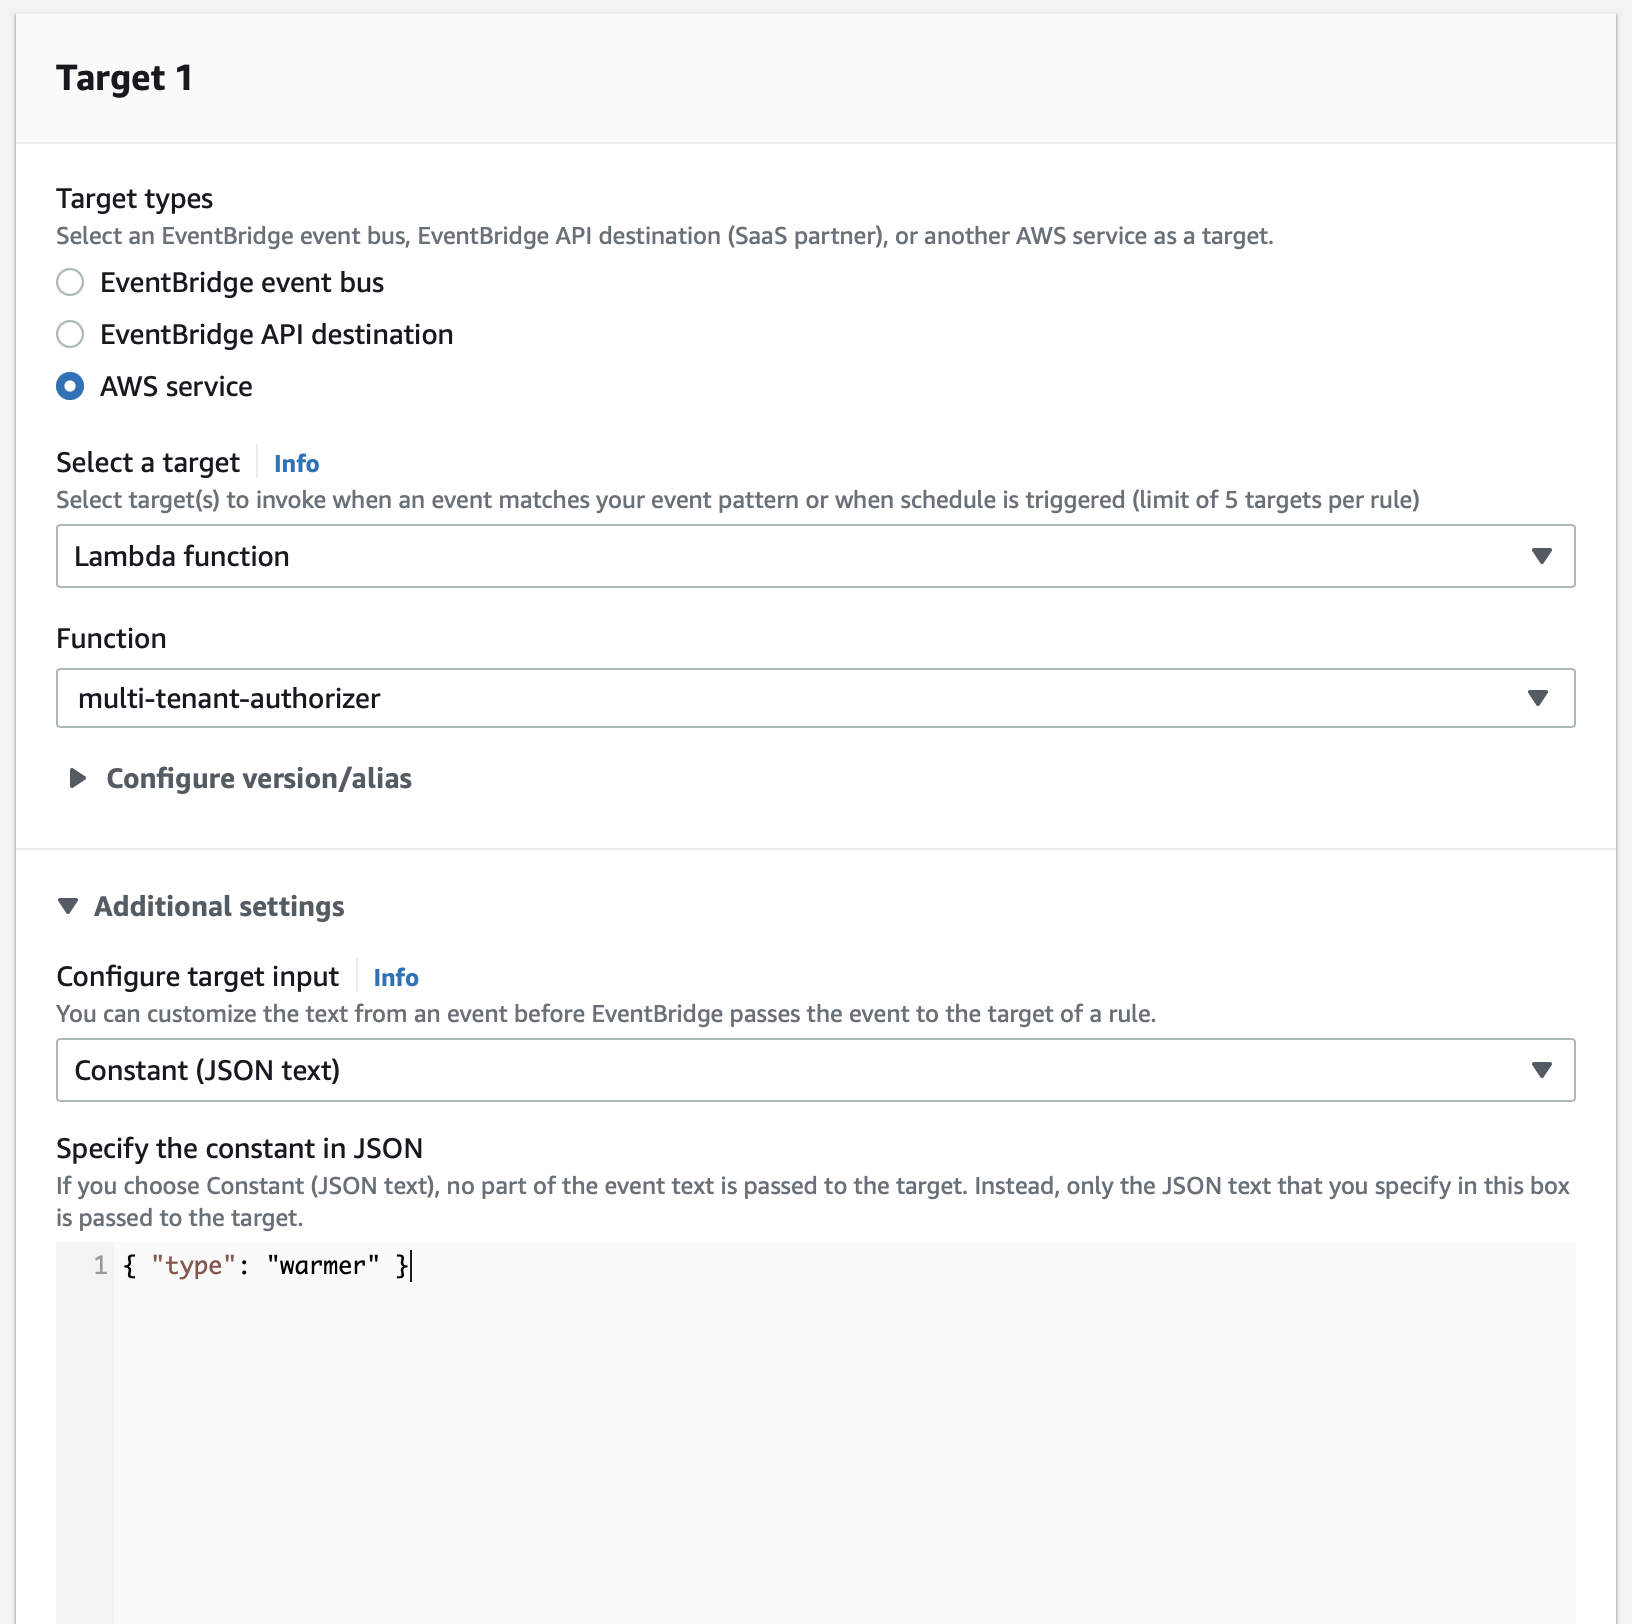 Target 1
Target types
Select an EventBridge event bus, EventBridge API destination (SaaS partner), or another AWS service as a target.
EventBridge event bus
EventBridge API destination
AWS service
Select a target Info
Select target(s) to invoke when an event matches your event pattern or when schedule is triggered (limit of 5 targets per rule)
Lambda function
Function
multi-tenant-authorizer
Configure version/alias
Additional settings
Configure target input Info
You can customize the text from an event before EventBridge passes the event to the target of a rule.
Constant (JSON text)
Specify the constant in JSON
If you choose Constant (JSON text), no part of the event text is passed to the target. Instead, only the JSON text that you specify in this box
is passed to the target.
1 { "type": "warmer" }